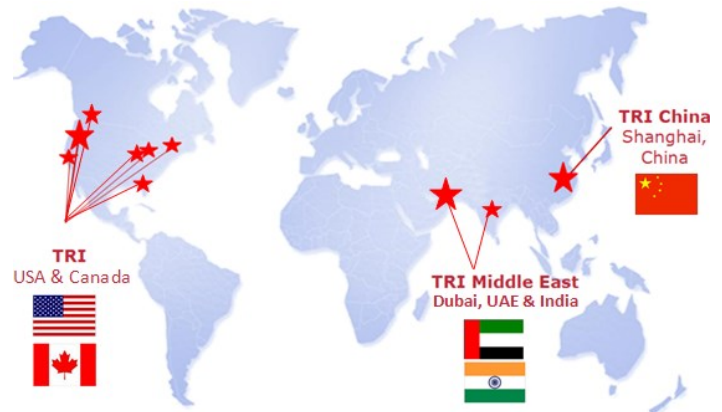 TRI China
Shanghai,
China
TRI
USA & Canada
TRI Middle East
Dubai, UAE & India